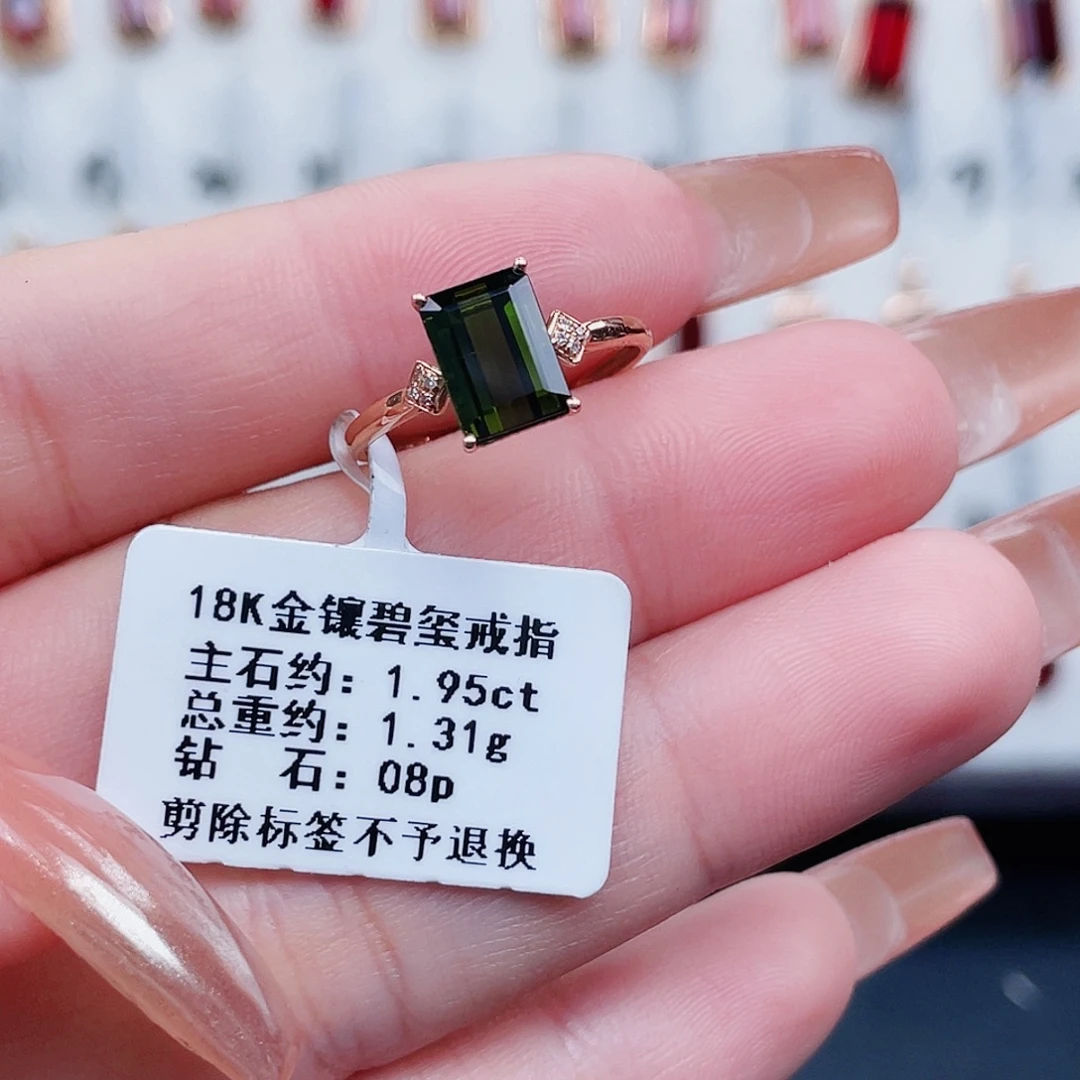 18K金镶碧玺戒指
主石约：1.95ct
总重约：1.31g
钻 石：08p
剪除标签不予退换